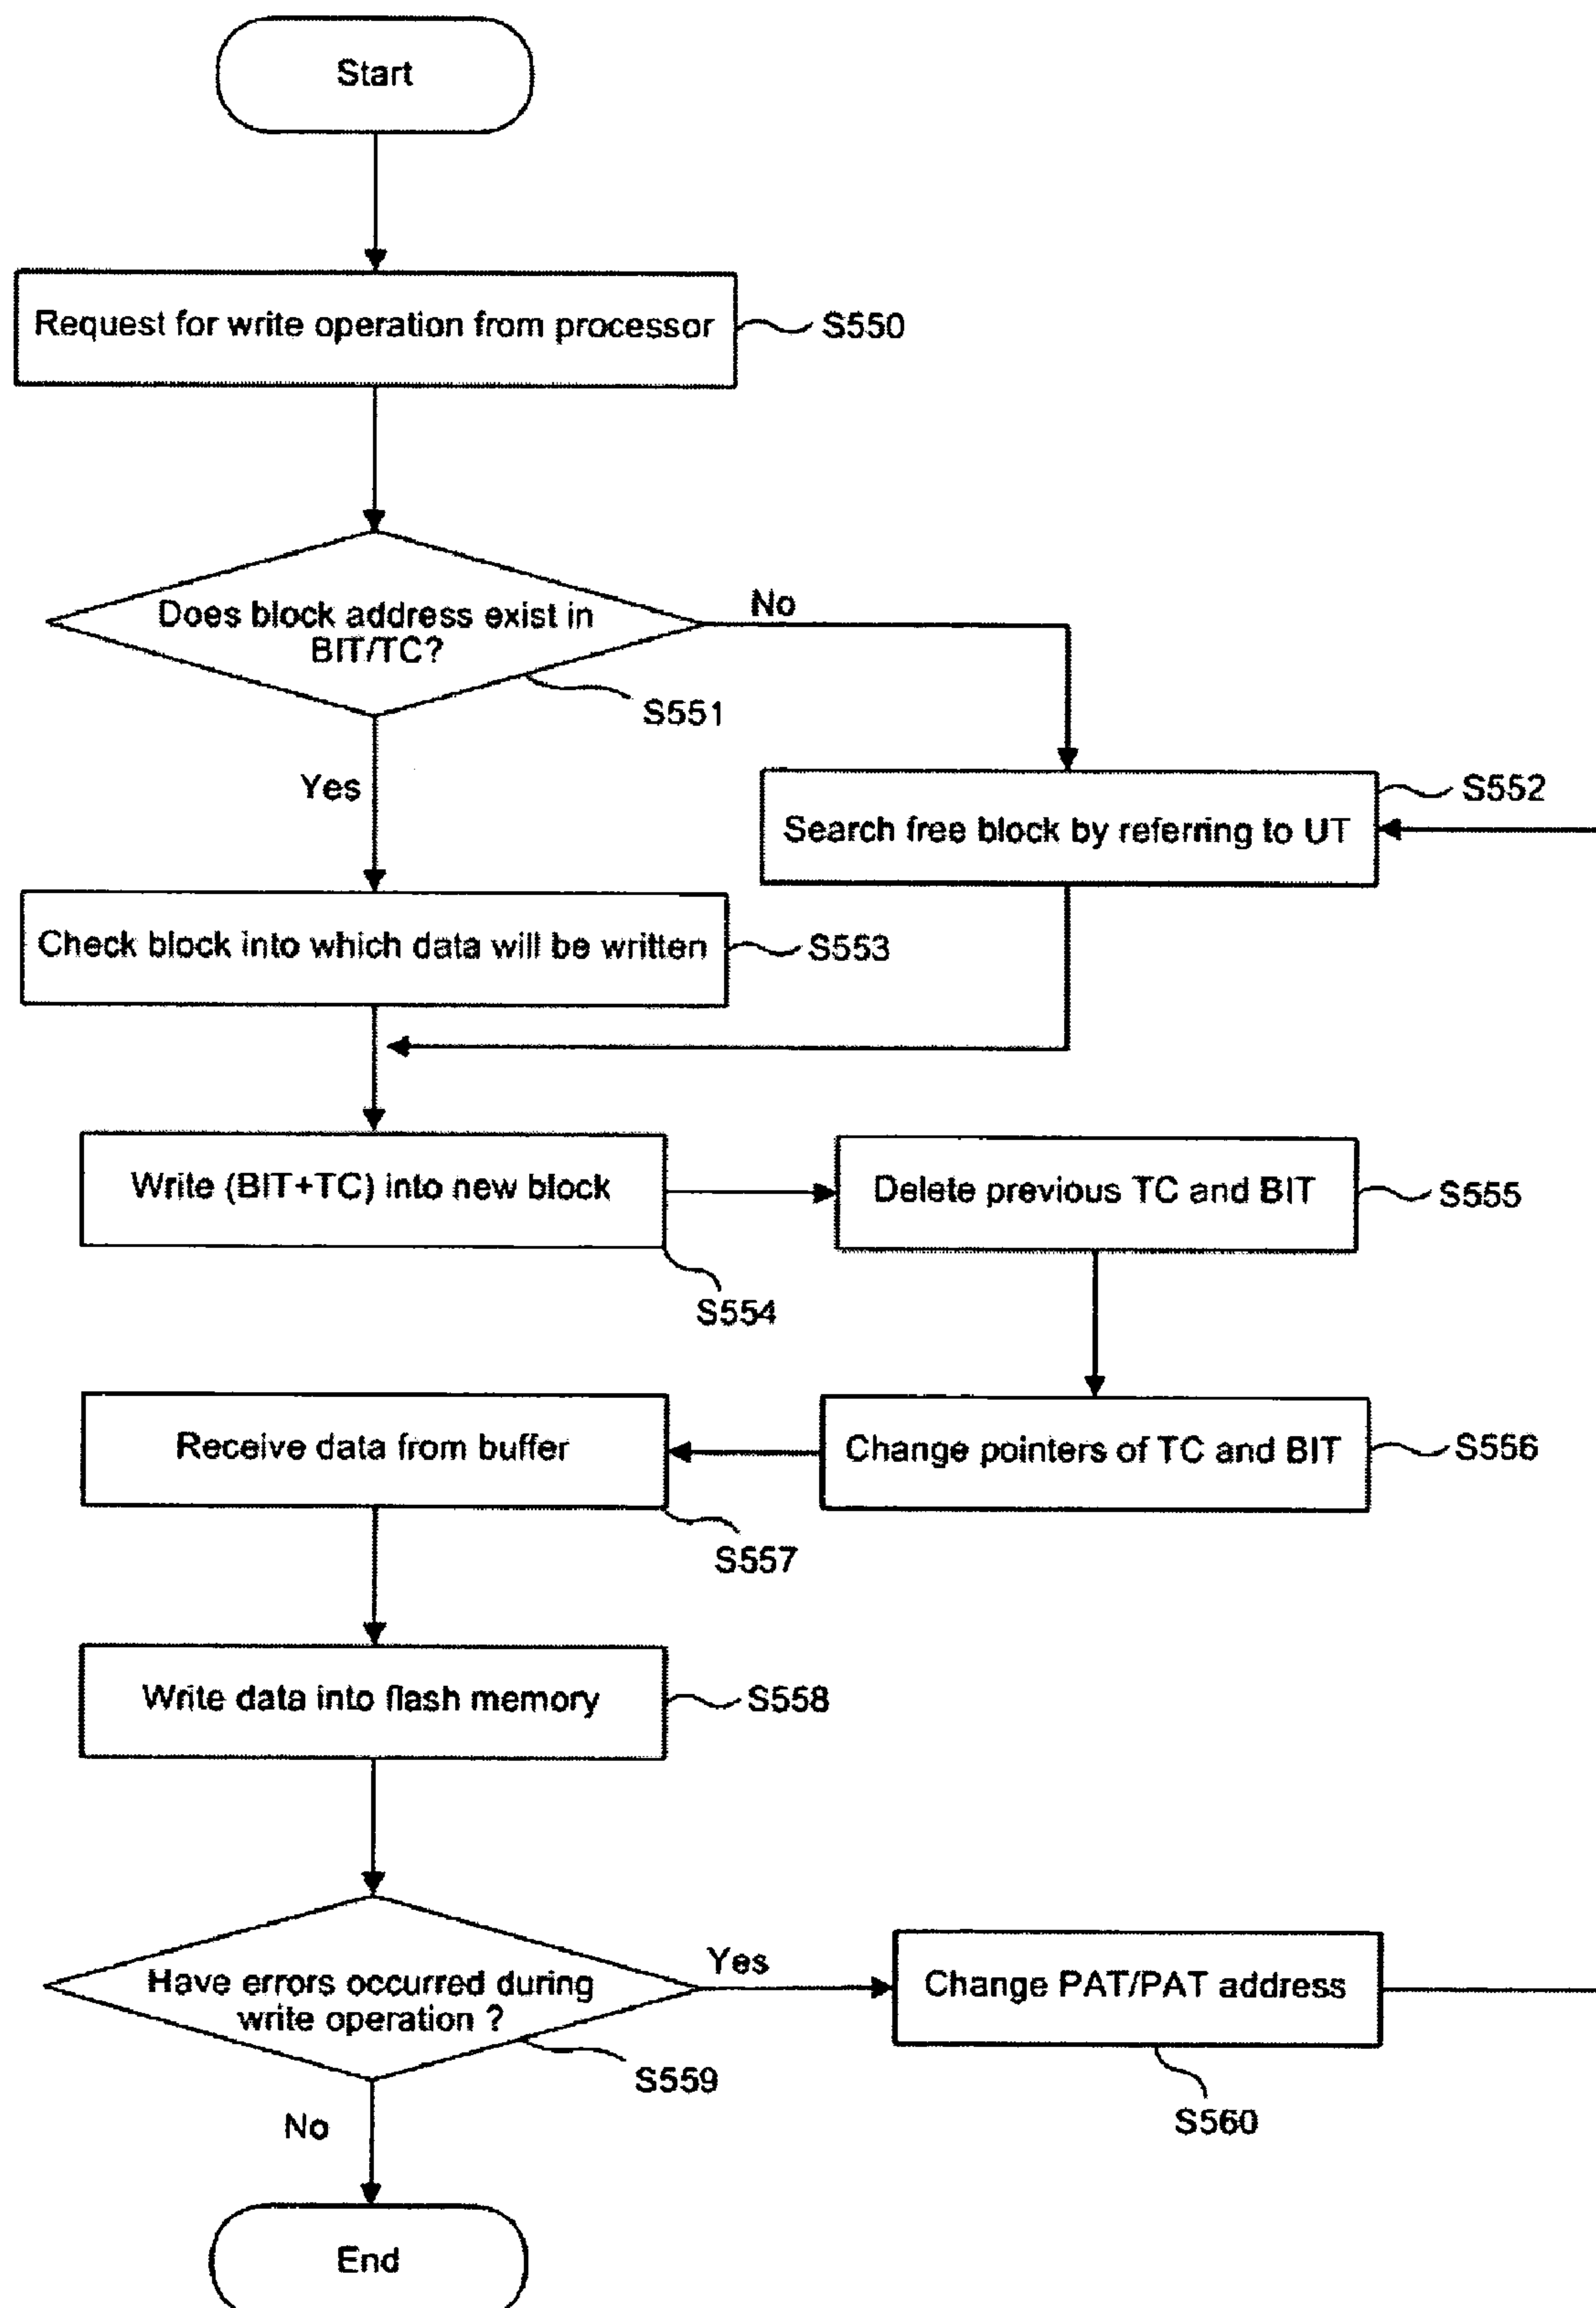 Start
Request for write operation from processor
S550
Does block address exist in
BIT/TC?
No
S551
Yes
S552
Search free block by referring to UT
Check block into which data will be written
S553
Write (BIT+TC) into new block
Delete previous TC and BIT
S555
S554
Receive data from buffer
Change pointers of TC and BIT
S556
S557
Write data into flash memory
S558
Have errors occurred during
write operation ?
Yes
Change PAT/PAT address
S559
S560
No
End